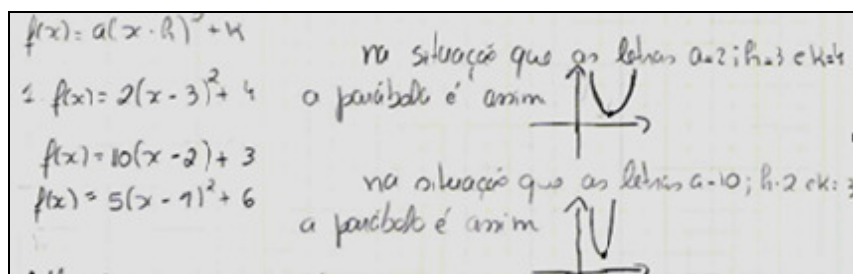 f(x) = a(x - h)² + k
na situação que as letras a=2; h=3 e k=4
1. f(x) = 2(x - 3)² + 4
a parábola é assim
f(x) = 10(x - 2) + 3
f(x) = 5(x - 1)² + 6
na situação que as letras a=10; h=2 e k=3
a parábola é assim